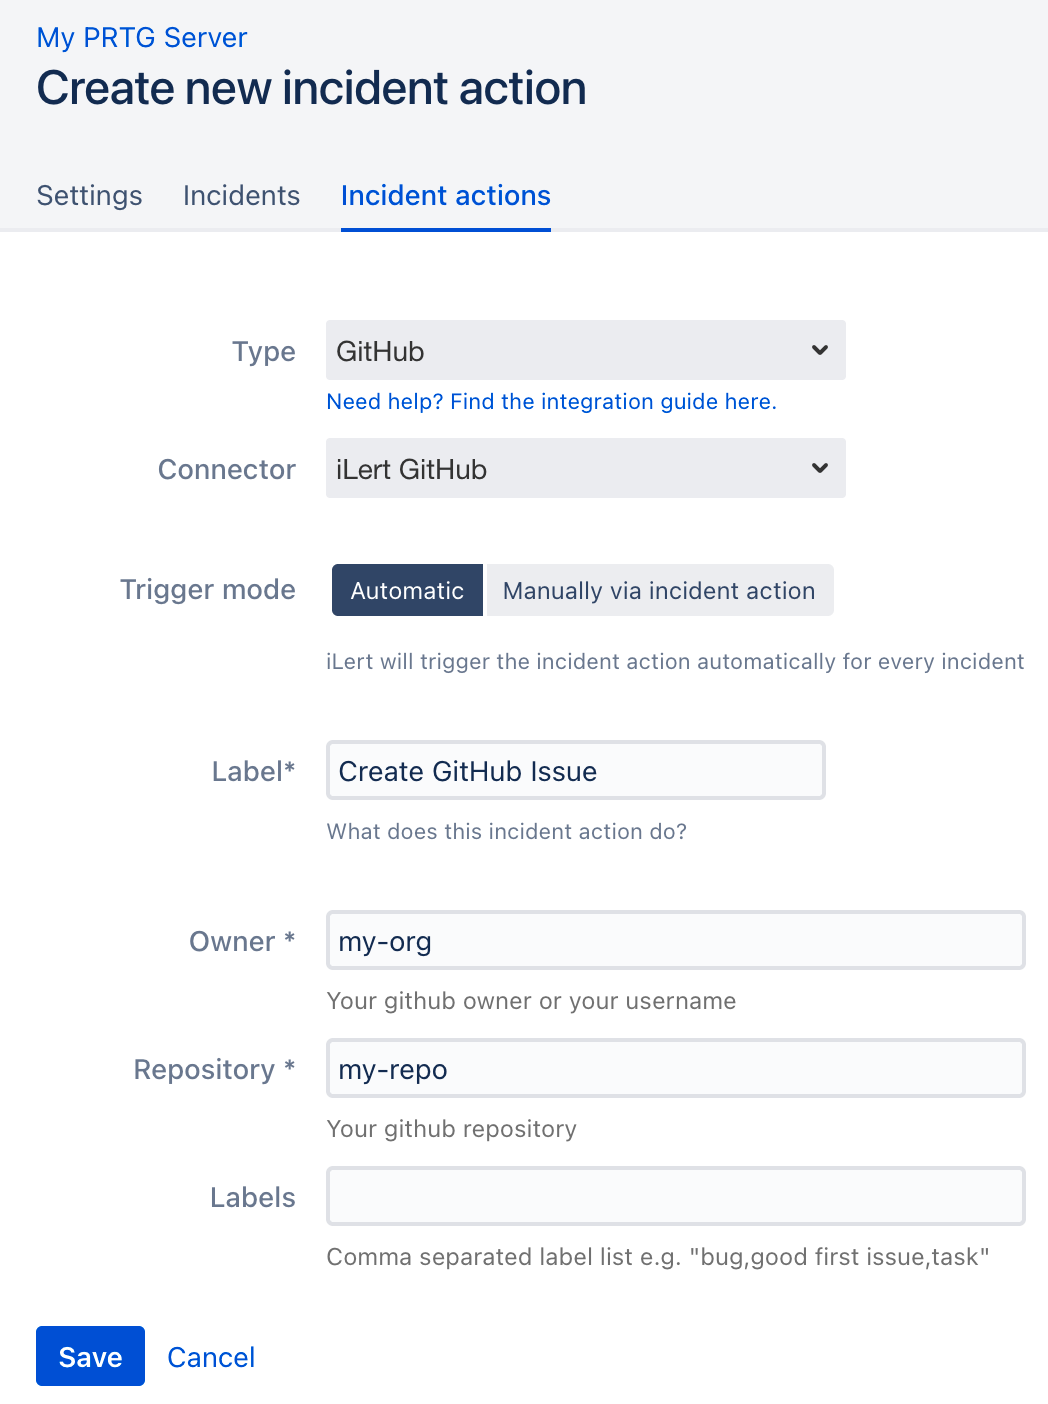 My PRTG Server
Create new incident action
Settings Incidents Incident actions
Type GitHub
Need help? Find the integration guide here.
Connector iLert GitHub
Trigger mode Automatic Manually via incident action
iLert will trigger the incident action automatically for every incident
Label* Create GitHub Issue
What does this incident action do?
Owner * my-org
Your github owner or your username
Repository * my-repo
Your github repository
Labels
Comma separated label list e.g. "bug,good first issue,task"
Save Cancel